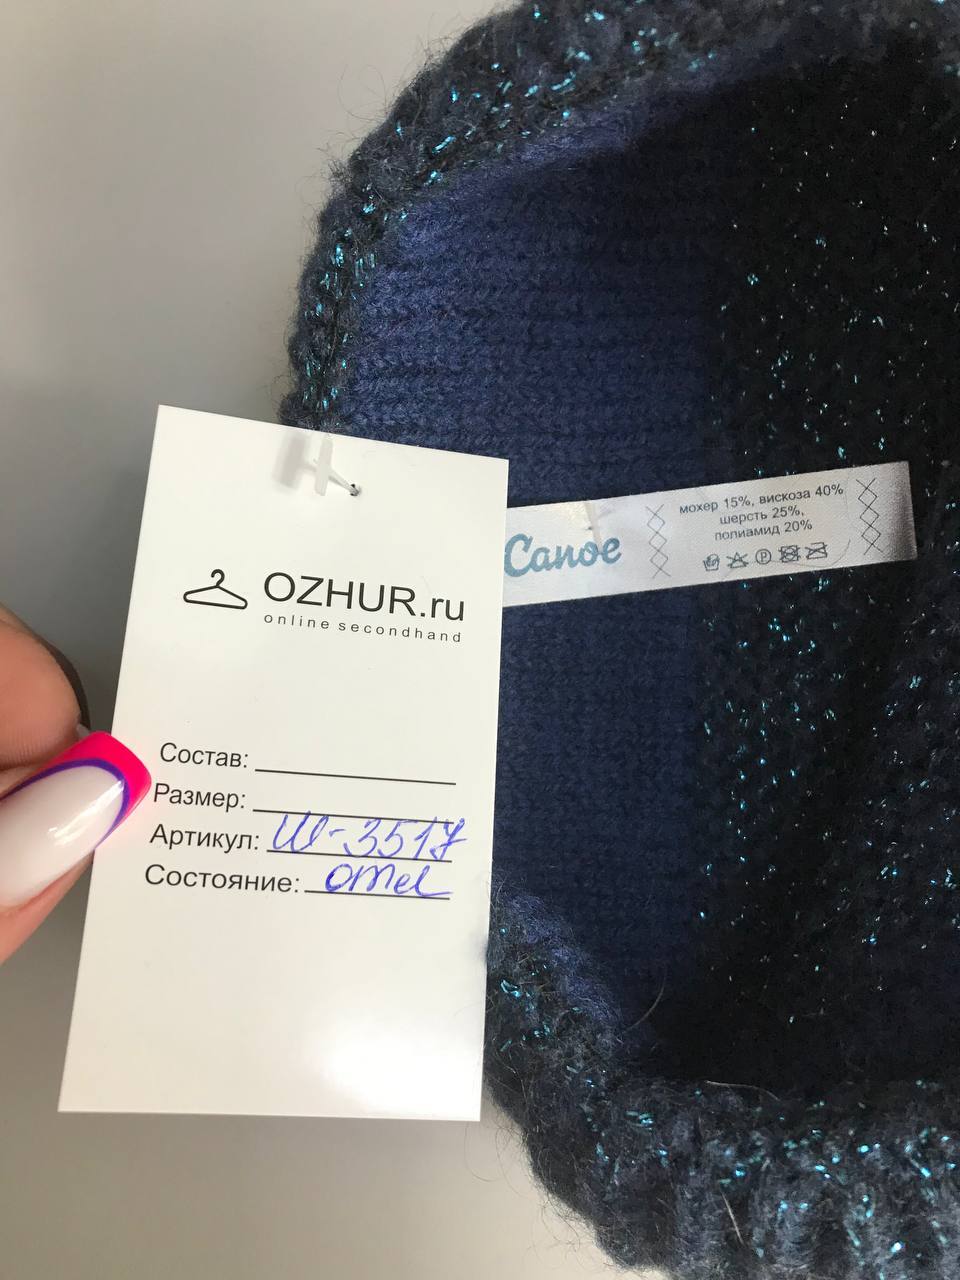 OZHUR.ru
online secondhand
Состав:
Размер:
Артикул: Ш-3517
Состояние: отл
Canoe
мохер 15%, вискоза 40%
шерсть 25%,
полиамид 20%